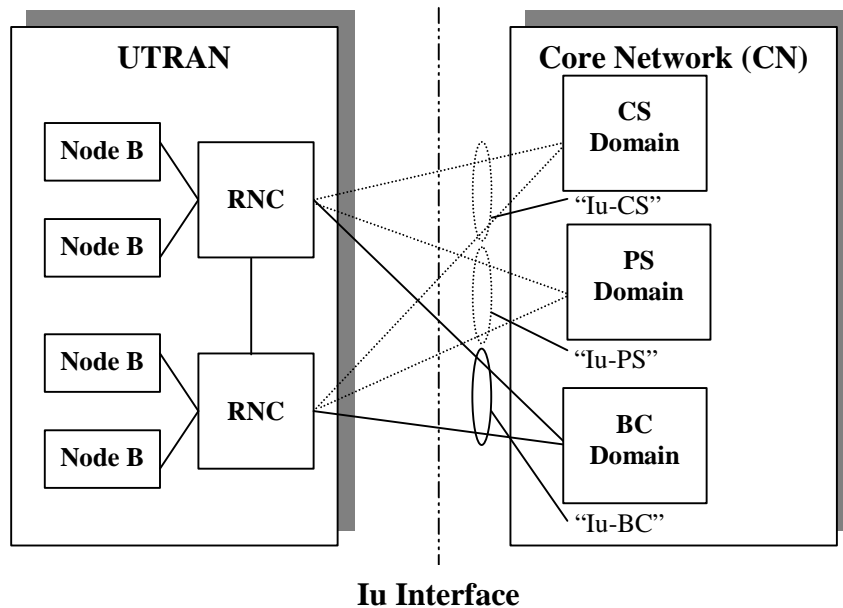 UTRAN
Core Network (CN)
Node B
Node B
RNC
Node B
Node B
RNC
CS
Domain
“Iu-CS”
PS
Domain
“Iu-PS”
BC
Domain
“Iu-BC”
Iu Interface